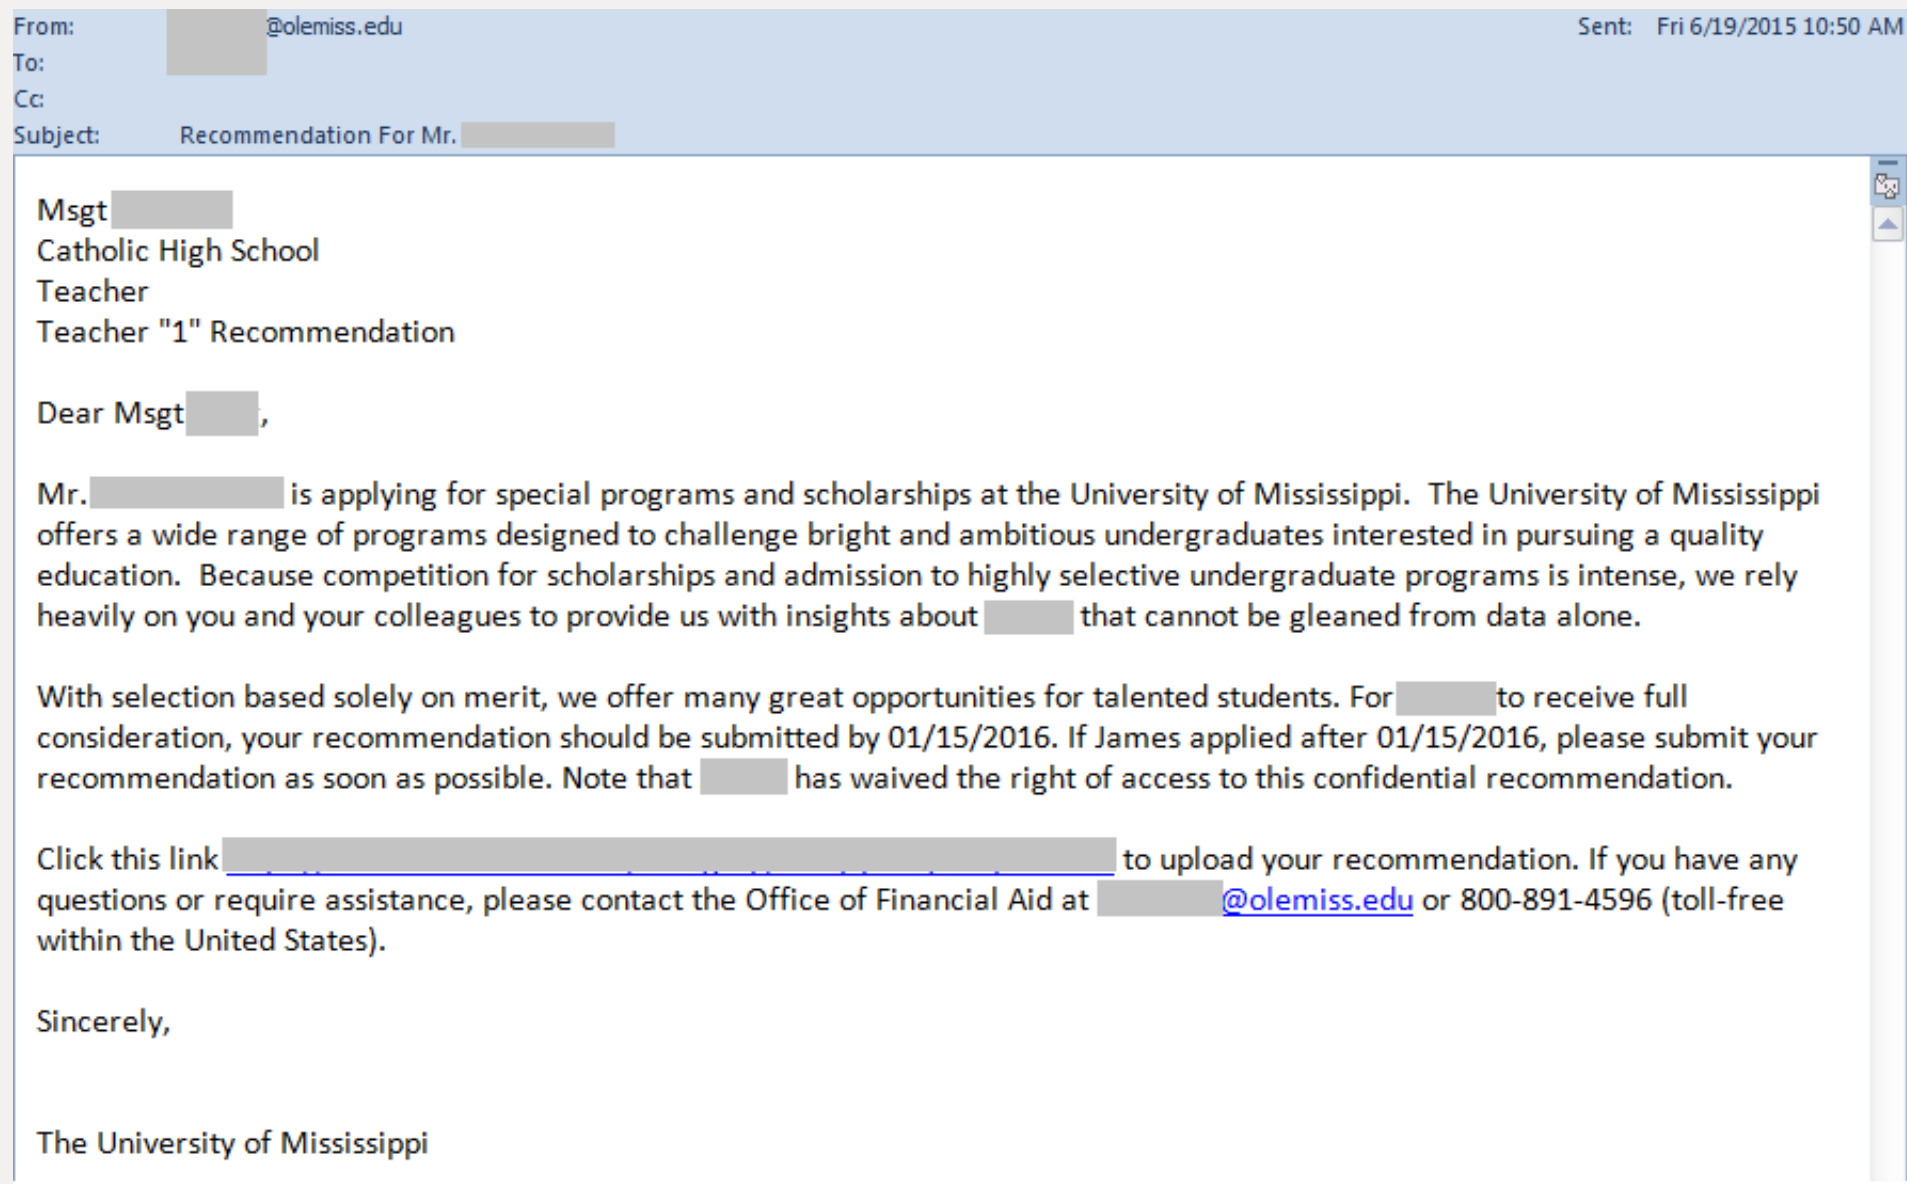 From: @olemiss.edu Sent: Fri 6/19/2015 10:50 AM
To:
Cc:
Subject: Recommendation For Mr.
Msgt
Catholic High School
Teacher
Teacher "1" Recommendation
Dear Msgt ,
Mr. is applying for special programs and scholarships at the University of Mississippi. The University of Mississippi
offers a wide range of programs designed to challenge bright and ambitious undergraduates interested in pursuing a quality
education. Because competition for scholarships and admission to highly selective undergraduate programs is intense, we rely
heavily on you and your colleagues to provide us with insights about that cannot be gleaned from data alone.
With selection based solely on merit, we offer many great opportunities for talented students. For to receive full
consideration, your recommendation should be submitted by 01/15/2016. If James applied after 01/15/2016, please submit your
recommendation as soon as possible. Note that has waived the right of access to this confidential recommendation.
Click this link to upload your recommendation. If you have any
questions or require assistance, please contact the Office of Financial Aid at @olemiss.edu or 800-891-4596 (toll-free
within the United States).
Sincerely,
The University of Mississippi